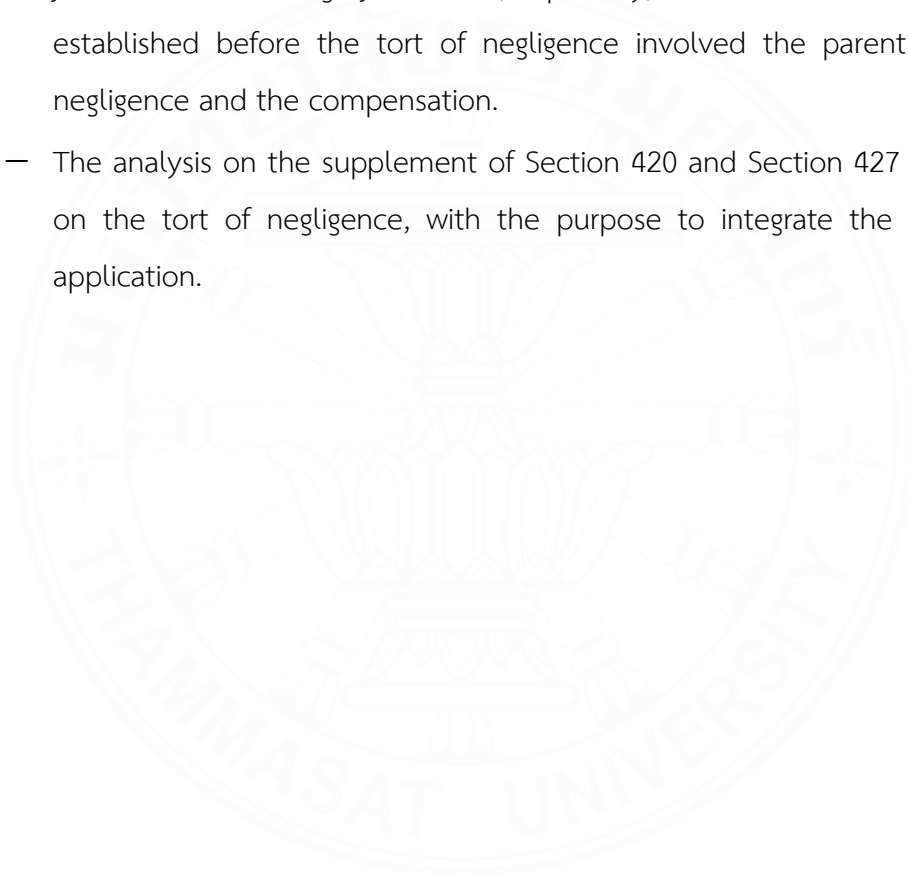 established before the tort of negligence involved the parent
negligence and the compensation.
— The analysis on the supplement of Section 420 and Section 427
on the tort of negligence, with the purpose to integrate the
application.
THAMMASAT UNIVERSITY